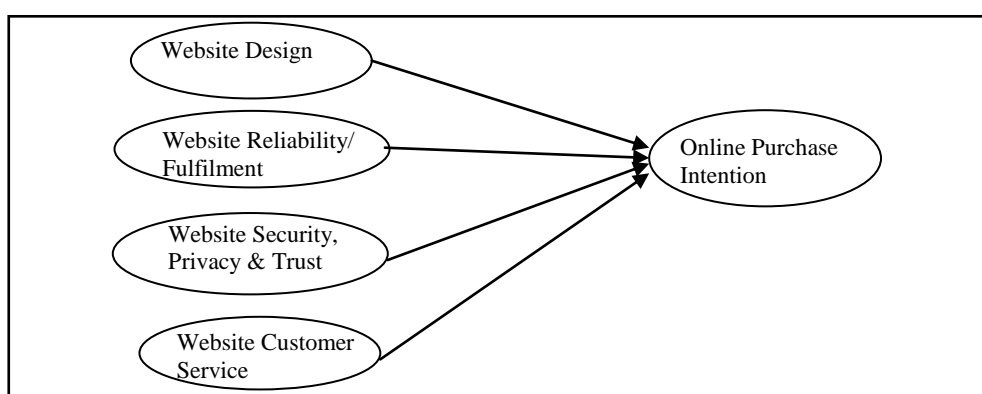 Website Design
Website Reliability/
Fulfilment
Online Purchase
Intention
Website Security,
Privacy & Trust
Website Customer
Service